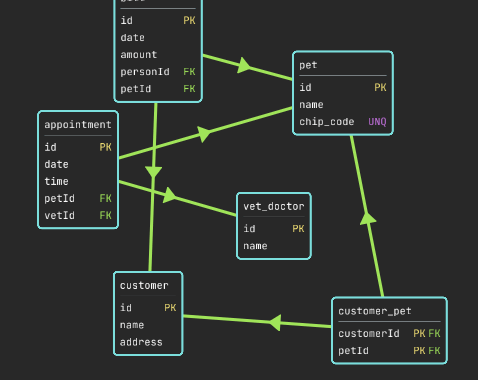 id PK
date
amount
personId FK
petId FK
pet
id PK
name
chip_code UNQ
appointment
id PK
date
time
petId FK
vetId FK
vet_doctor
id PK
name
customer
id PK
name
address
customer_pet
customerId PK FK
petId PK FK